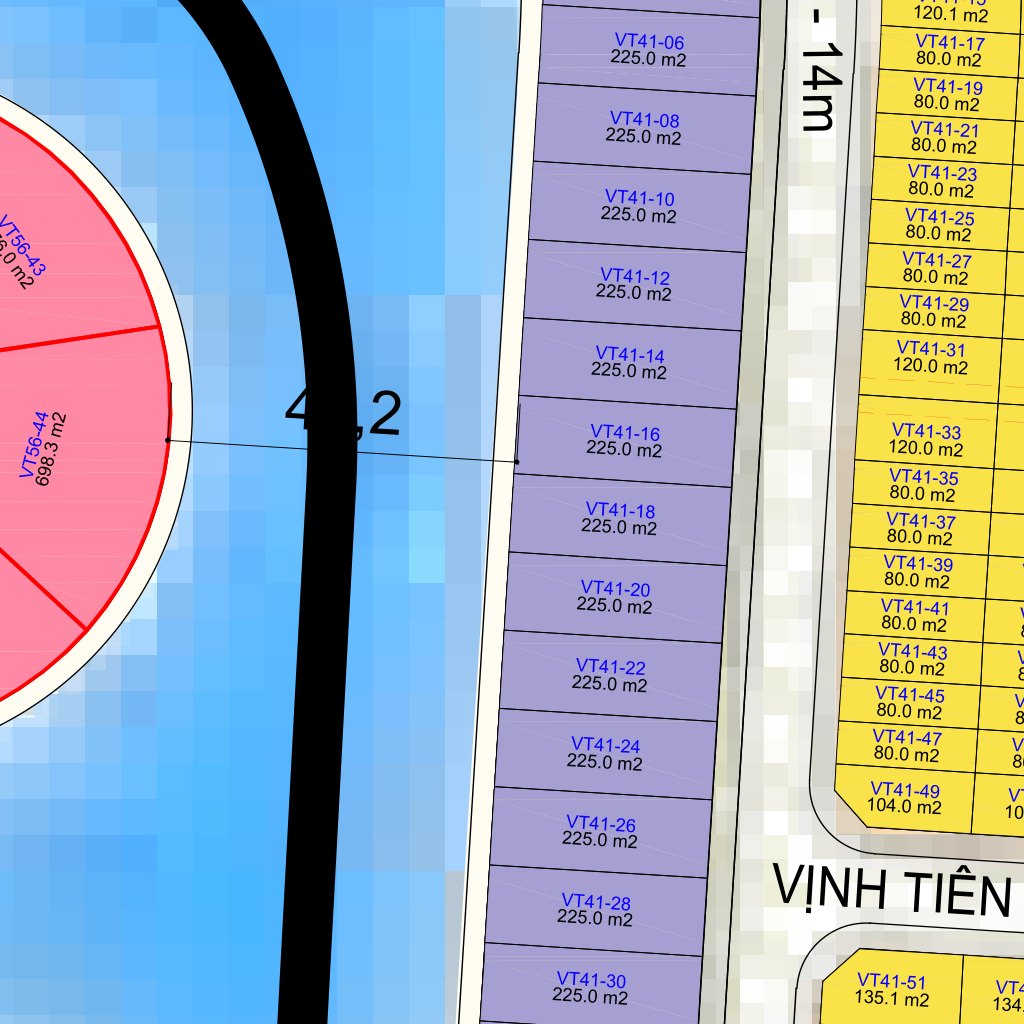 VT41-06
225.0 m2
VT41-08
225.0 m2
VT41-10
225.0 m2
VT41-12
225.0 m2
VT41-14
225.0 m2
VT41-16
225.0 m2
VT41-18
225.0 m2
VT41-20
225.0 m2
VT41-22
225.0 m2
VT41-24
225.0 m2
VT41-26
225.0 m2
VT41-28
225.0 m2
VT41-30
225.0 m2
- 14m
120.1 m2
VT41-17
80.0 m2
VT41-19
80.0 m2
VT41-21
80.0 m2
VT41-23
80.0 m2
VT41-25
80.0 m2
VT41-27
80.0 m2
VT41-29
80.0 m2
VT41-31
120.0 m2
VT41-33
120.0 m2
VT41-35
80.0 m2
VT41-37
80.0 m2
VT41-39
80.0 m2
VT41-41
80.0 m2
VT41-43
80.0 m2
VT41-45
80.0 m2
VT41-47
80.0 m2
VT41-49
104.0 m2
VỊNH TIÊN
VT41-51
135.1 m2
VT56-43
VT56-44
698.3 m2